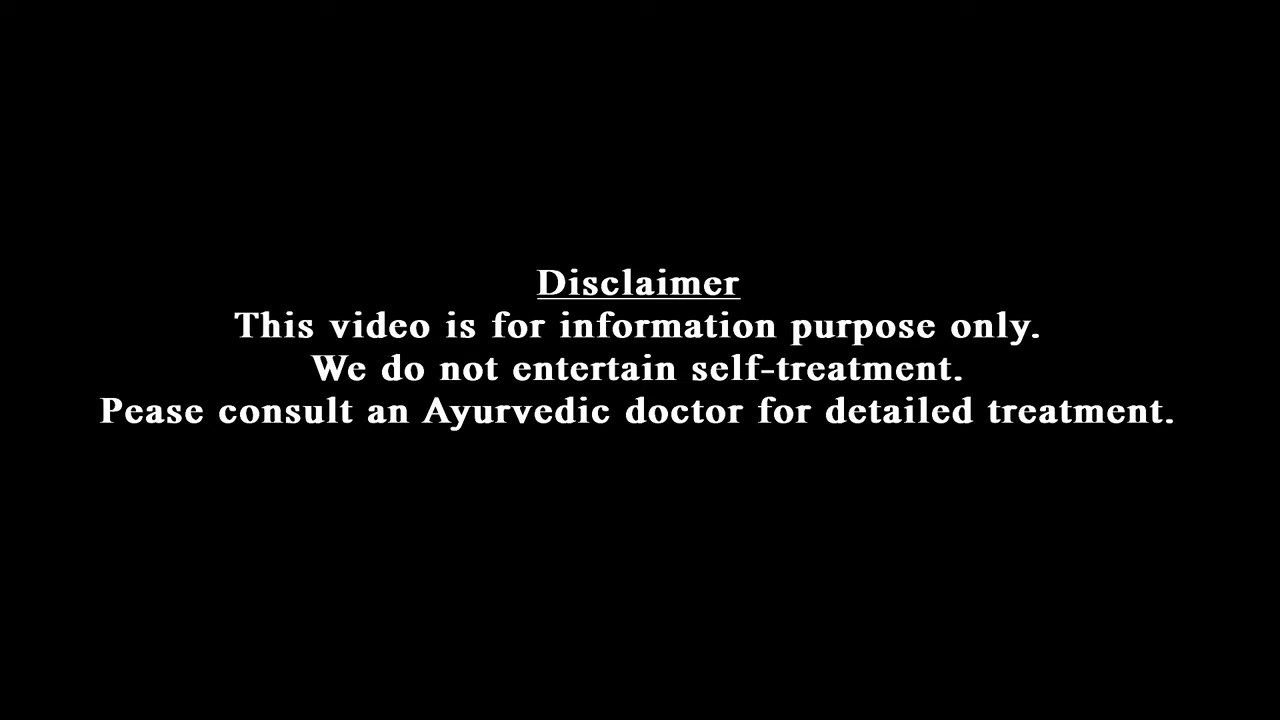 Disclaimer
This video is for information purpose only.
We do not entertain self-treatment.
Pease consult an Ayurvedic doctor for detailed treatment.